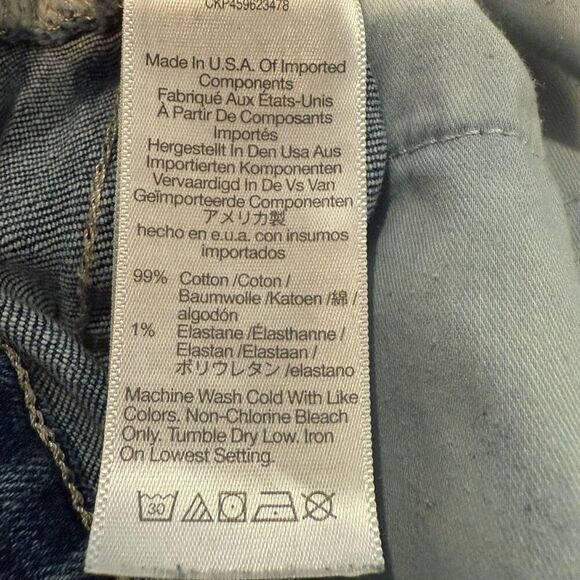 CKP459623478
Made In U.S.A. Of Imported
Components
Fabriqué Aux États-Unis
À Partir De Composants
Importés
Hergestellt In Den Usa Aus
Importierten Komponenten
Vervaardigd In De Vs Van
Geïmporteerde Componenten
アメリカ製
hecho en e.u.a. con insumos
importados
99% Cotton /Coton /
Baumwolle /Katoen /綿 /
algodón
1% Elastane /Élasthanne /
Elastan /Elastaan /
ポリウレタン /elastano
Machine Wash Cold With Like
Colors. Non-Chlorine Bleach
Only. Tumble Dry Low. Iron
On Lowest Setting.
30